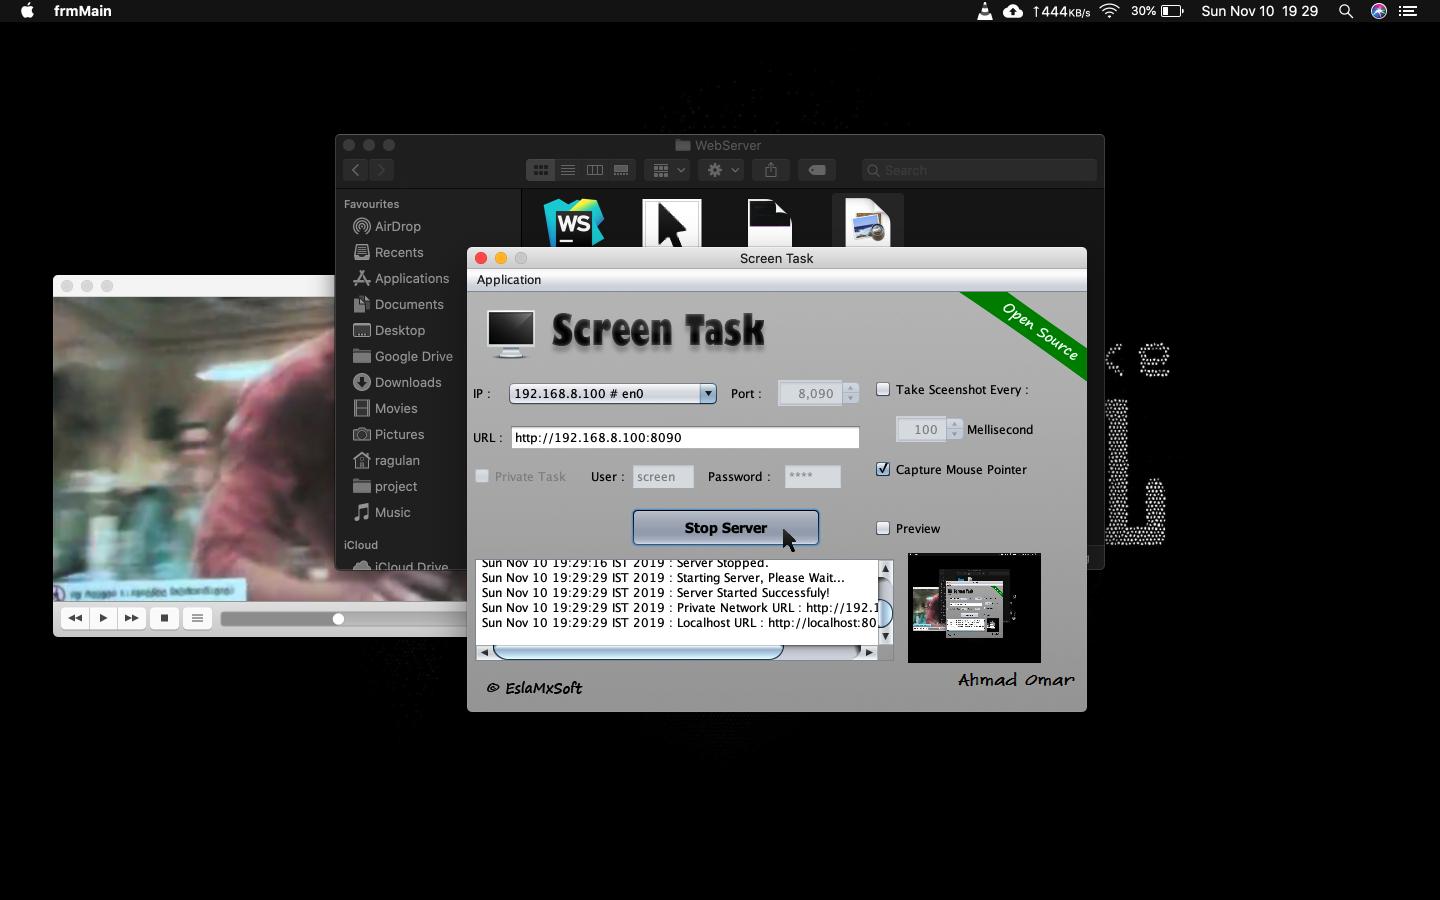 frmMain
↑444KB/s 30% Sun Nov 10 19 29
WebServer
Search
Favourites
AirDrop
Recents
Applications
Documents
Desktop
Google Drive
Downloads
Movies
Pictures
ragulan
project
Music
iCloud
iCloud Drive
WS
Screen Task
Application
Screen Task
Open Source
IP : 192.168.8.100 # en0 Port : 8,090 Take Sceenshot Every :
100 Mellisecond
URL : http://192.168.8.100:8090
Private Task User : screen Password : **** Capture Mouse Pointer
Stop Server Preview
Sun Nov 10 19:29:16 IST 2019 : Server Stopped.
Sun Nov 10 19:29:29 IST 2019 : Starting Server, Please Wait...
Sun Nov 10 19:29:29 IST 2019 : Server Started Successfuly!
Sun Nov 10 19:29:29 IST 2019 : Private Network URL : http://192.1
Sun Nov 10 19:29:29 IST 2019 : Localhost URL : http://localhost:80
© EslaMxSoft
Ahmad Omar